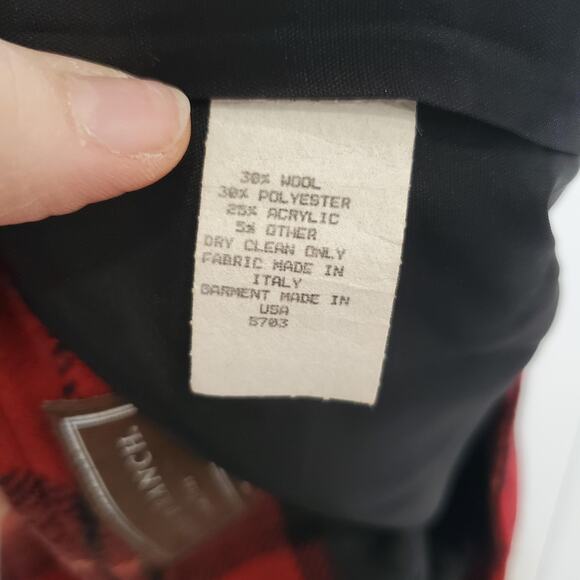 30% WOOL
30% POLYESTER
25% ACRYLIC
5% OTHER
DRY CLEAN ONLY
FABRIC MADE IN
ITALY
GARMENT MADE IN
USA
5703